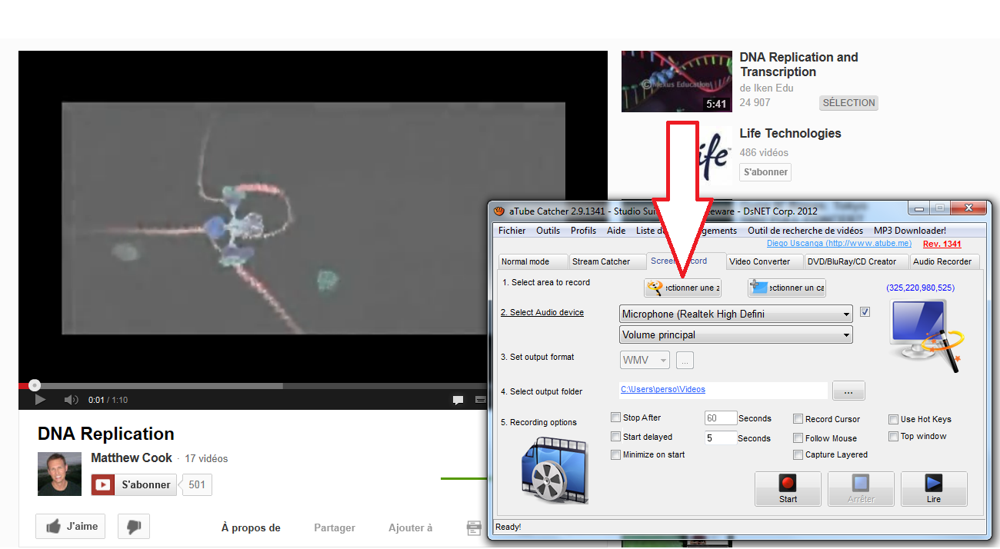 DNA Replication and
Transcription
de Iken Edu
24 907
SÉLECTION
©Nexus Education
5:41
Life Technologies
486 vidéos
S'abonner
ife™
aTube Catcher 2.9.1341 - Studio Sui eware - DsNET Corp. 2012
Fichier Outils Profils Aide Liste de gements Outil de recherche de vidéos MP3 Downloader!
Diego Uscanga (http://www.atube.me) Rev. 1341
Normal mode Stream Catcher Screen Record Video Converter DVD/BluRay/CD Creator Audio Recorder
1. Select area to record
ectionner une z
ectionner un ca
(325,220,980,525)
2. Select Audio device
Microphone (Realtek High Defini
Volume principal
3. Set output format
WMV
...
4. Select output folder
C:\Users\perso\Videos
...
5. Recording options
Stop After 60 Seconds
Start delayed 5 Seconds
Minimize on start
Record Cursor
Follow Mouse
Capture Layered
Use Hot Keys
Top window
Start
Arrêter
Lire
Ready!
0:01 / 1:10
DNA Replication
Matthew Cook · 17 vidéos
S'abonner 501
J'aime
À propos de Partager Ajouter à